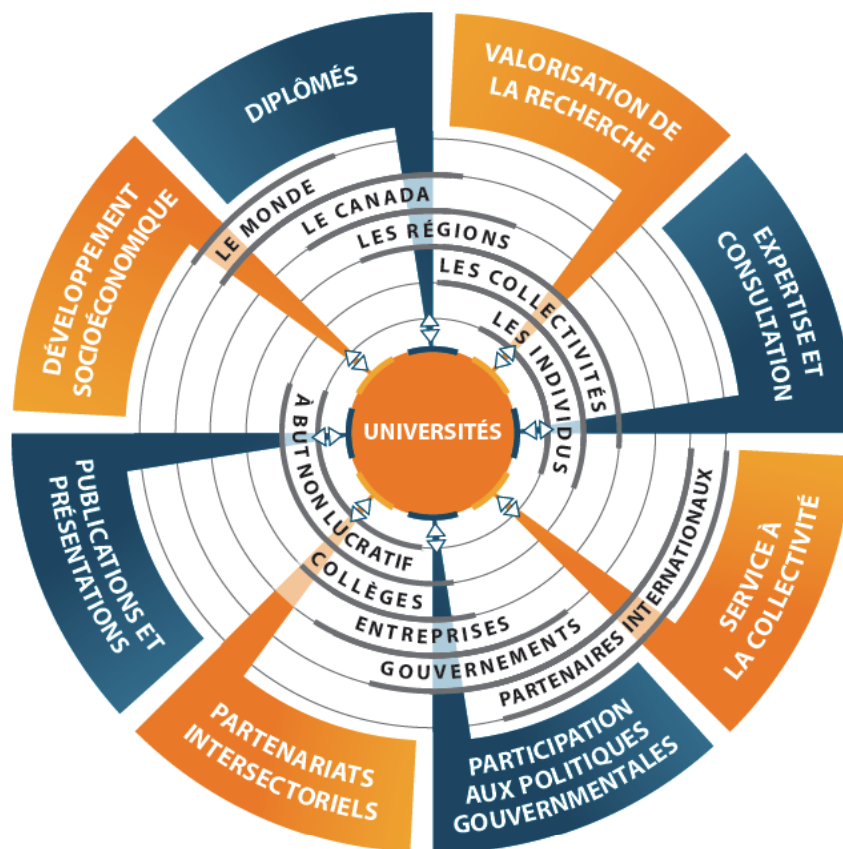 DIPLÔMÉS
VALORISATION DE
LA RECHERCHE
EXPERTISE ET
CONSULTATION
SERVICE À
LA COLLECTIVITÉ
PARTICIPATION
AUX POLITIQUES
GOUVERNMENTALES
PARTENARIATS
INTERSECTORIELS
PUBLICATIONS ET
PRÉSENTATIONS
DÉVELOPPEMENT
SOCIOÉCONOMIQUE
LE MONDE
LE CANADA
LES RÉGIONS
LES COLLECTIVITÉS
LES INDIVIDUS
UNIVERSITÉS
À BUT NON LUCRATIF
COLLÈGES
ENTREPRISES
GOUVERNEMENTS
PARTENAIRES INTERNATIONAUX